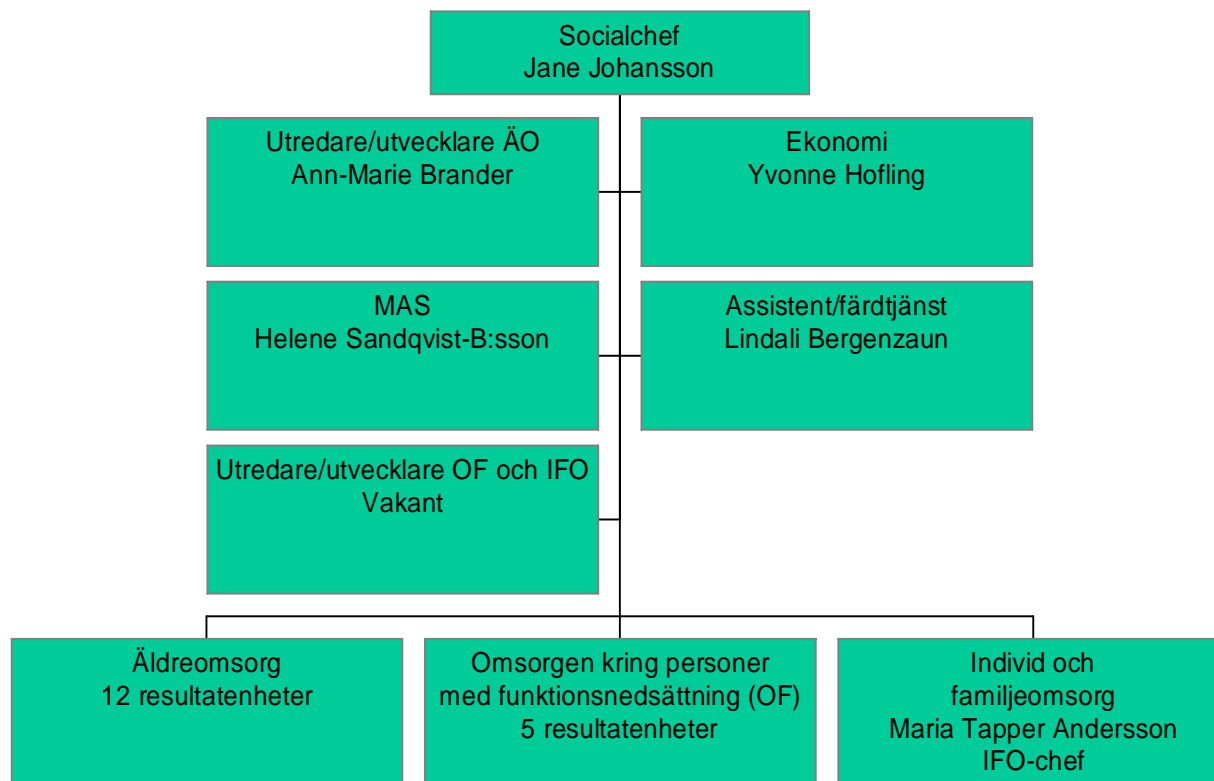 Socialchef
Jane Johansson
Utredare/utvecklare ÄO
Ann-Marie Brander
Ekonomi
Yvonne Hofling
MAS
Helene Sandqvist-B:sson
Assistent/färdtjänst
Lindali Bergenzaun
Utredare/utvecklare OF och IFO
Vakant
Äldreomsorg
12 resultatenheter
Omsorgen kring personer
med funktionsnedsättning (OF)
5 resultatenheter
Individ och
familjeomsorg
Maria Tapper Andersson
IFO-chef